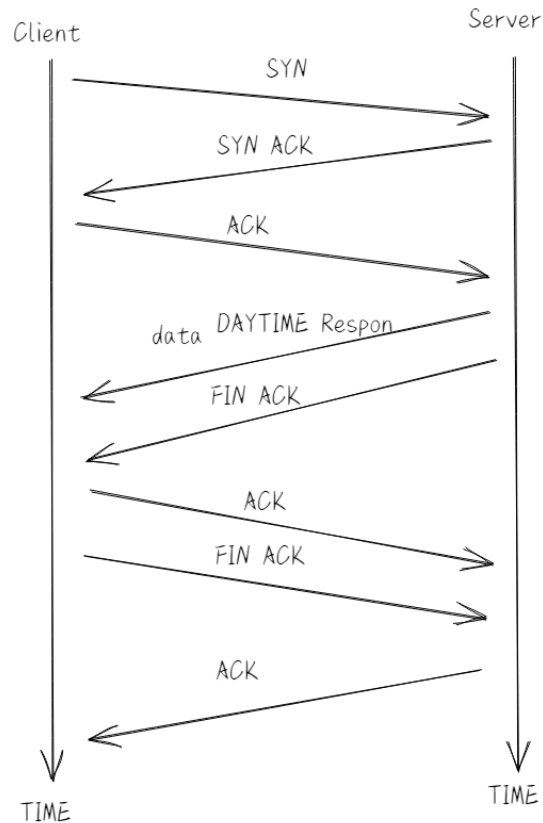 Client
Server
SYN
SYN ACK
ACK
data DAYTIME Respon
FIN ACK
ACK
FIN ACK
ACK
TIME
TIME